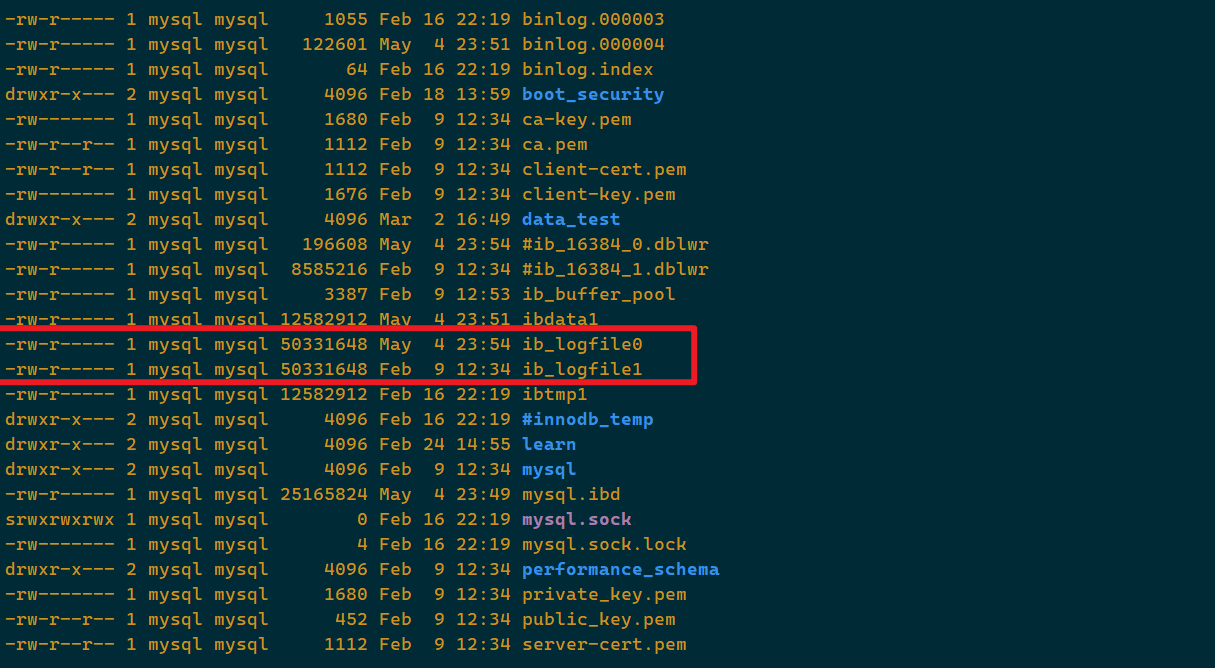 -rw-r----- 1 mysql mysql     1055 Feb 16 22:19 binlog.000003
-rw-r----- 1 mysql mysql   122601 May  4 23:51 binlog.000004
-rw-r----- 1 mysql mysql       64 Feb 16 22:19 binlog.index
drwxr-x--- 2 mysql mysql     4096 Feb 18 13:59 boot_security
-rw------- 1 mysql mysql     1680 Feb  9 12:34 ca-key.pem
-rw-r--r-- 1 mysql mysql     1112 Feb  9 12:34 ca.pem
-rw-r--r-- 1 mysql mysql     1112 Feb  9 12:34 client-cert.pem
-rw------- 1 mysql mysql     1676 Feb  9 12:34 client-key.pem
drwxr-x--- 2 mysql mysql     4096 Mar  2 16:49 data_test
-rw-r----- 1 mysql mysql   196608 May  4 23:54 #ib_16384_0.dblwr
-rw-r----- 1 mysql mysql  8585216 Feb  9 12:34 #ib_16384_1.dblwr
-rw-r----- 1 mysql mysql     3387 Feb  9 12:53 ib_buffer_pool
-rw-r----- 1 mysql mysql 12582912 May  4 23:51 ibdata1
-rw-r----- 1 mysql mysql 50331648 May  4 23:54 ib_logfile0
-rw-r----- 1 mysql mysql 50331648 Feb  9 12:34 ib_logfile1
-rw-r----- 1 mysql mysql 12582912 Feb 16 22:19 ibtmp1
drwxr-x--- 2 mysql mysql     4096 Feb 16 22:19 #innodb_temp
drwxr-x--- 2 mysql mysql     4096 Feb 24 14:55 learn
drwxr-x--- 2 mysql mysql     4096 Feb  9 12:34 mysql
-rw-r----- 1 mysql mysql 25165824 May  4 23:49 mysql.ibd
srwxrwxrwx 1 mysql mysql        0 Feb 16 22:19 mysql.sock
-rw------- 1 mysql mysql        4 Feb 16 22:19 mysql.sock.lock
drwxr-x--- 2 mysql mysql     4096 Feb  9 12:34 performance_schema
-rw------- 1 mysql mysql     1680 Feb  9 12:34 private_key.pem
-rw-r--r-- 1 mysql mysql      452 Feb  9 12:34 public_key.pem
-rw-r--r-- 1 mysql mysql     1112 Feb  9 12:34 server-cert.pem